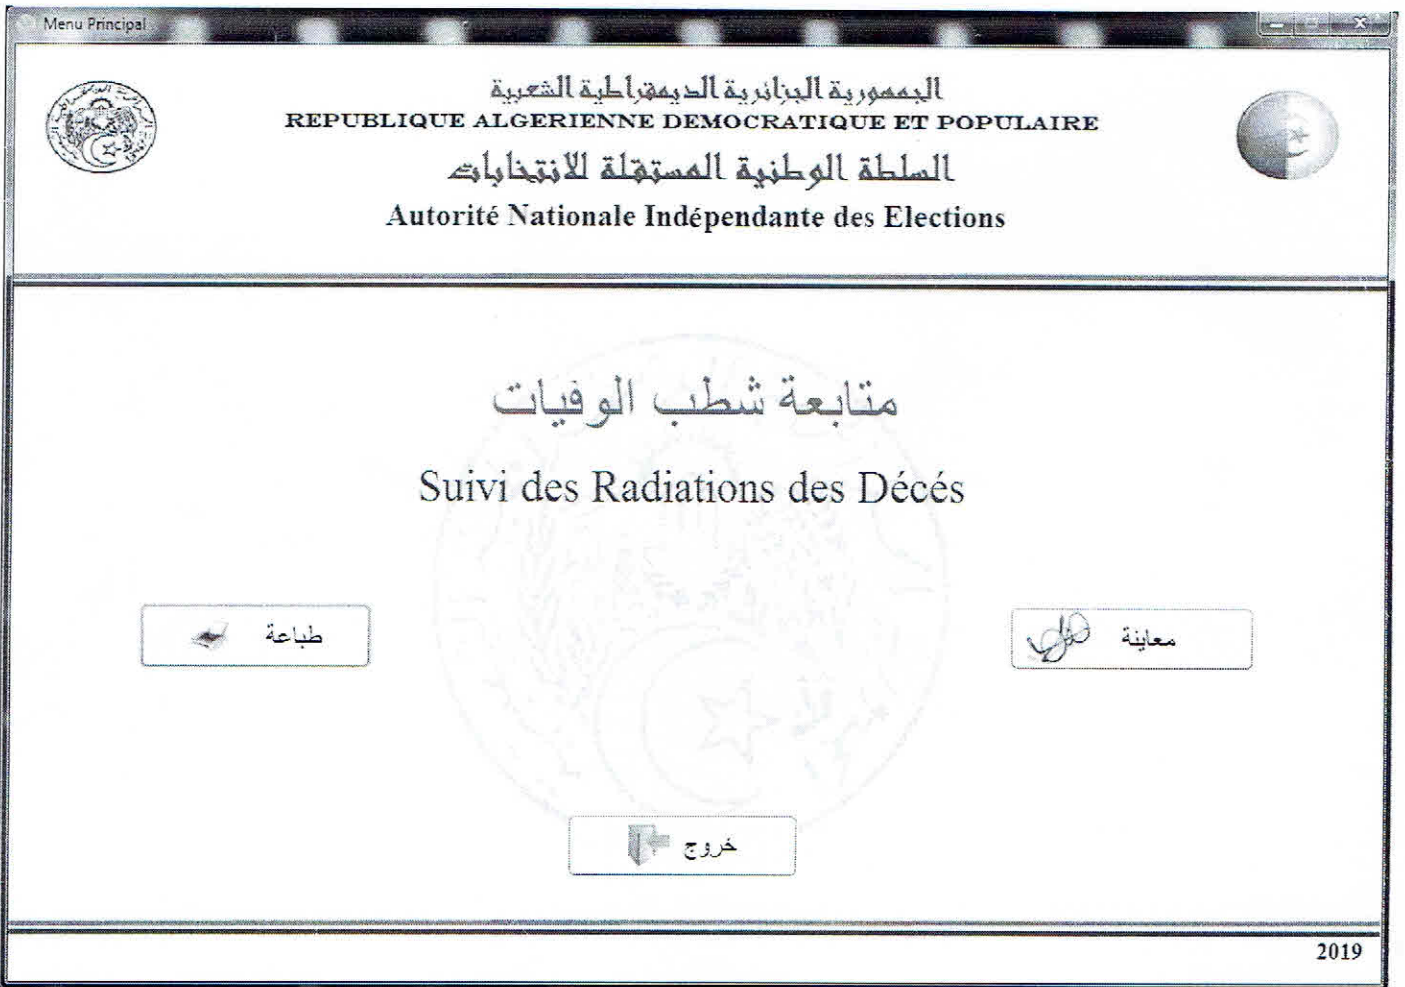 Menu Principal
الجمهورية الجزائرية الديمقراطية الشعبية
REPUBLIQUE ALGERIENNE DEMOCRATIQUE ET POPULAIRE
السلطة الوطنية المستقلة للانتخابات
Autorité Nationale Indépendante des Elections
متابعة شطب الوفيات
Suivi des Radiations des Décés
معاينة
طباعة
خروج
2019